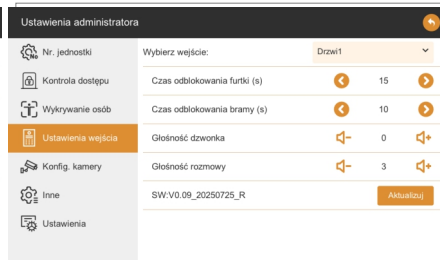 Ustawienia administratora
Nr. jednostki
Kontrola dostępu
Wykrywanie osób
Ustawienia wejścia
Konfig. kamery
Inne
Ustawienia
Wybierz wejście: Drzwi1
Czas odblokowania furtki (s) 15
Czas odblokowania bramy (s) 10
Głośność dzwonka 0
Głośność rozmowy 3
SW:V0.09_20250725_R Aktualizuj